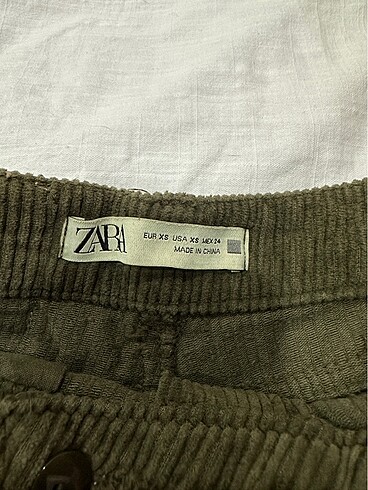 ZARA
EUR XS USA XS MEX 24
MADE IN CHINA